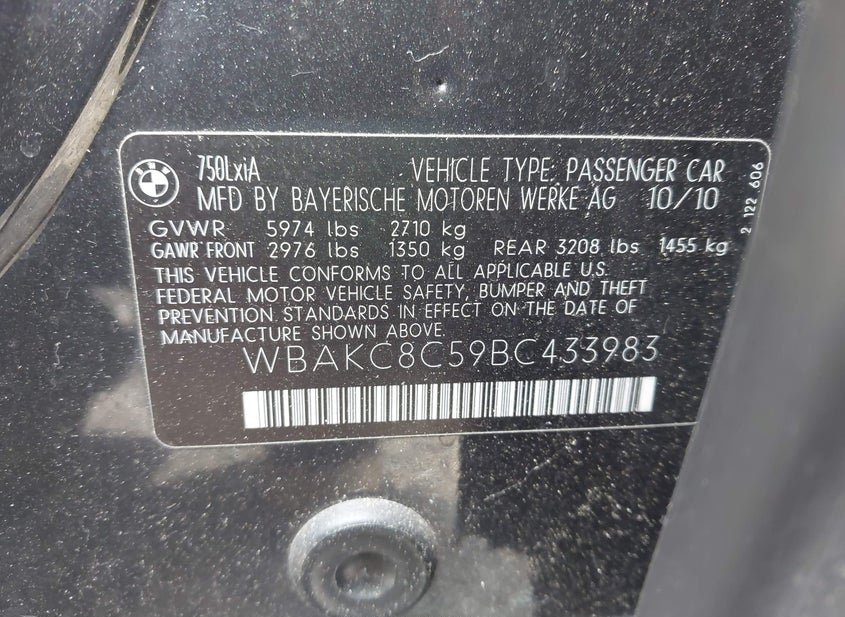 BMW
750LxiA VEHICLE TYPE: PASSENGER CAR
MFD BY BAYERISCHE MOTOREN WERKE AG 10/10
GVWR 5974 lbs 2710 kg
GAWR FRONT 2976 lbs 1350 kg REAR 3208 lbs 1455 kg
THIS VEHICLE CONFORMS TO ALL APPLICABLE U.S.
FEDERAL MOTOR VEHICLE SAFETY, BUMPER AND THEFT
PREVENTION STANDARDS IN EFFECT ON THE DATE OF
MANUFACTURE SHOWN ABOVE.
WBAKC8C59BC433983
2 122 606